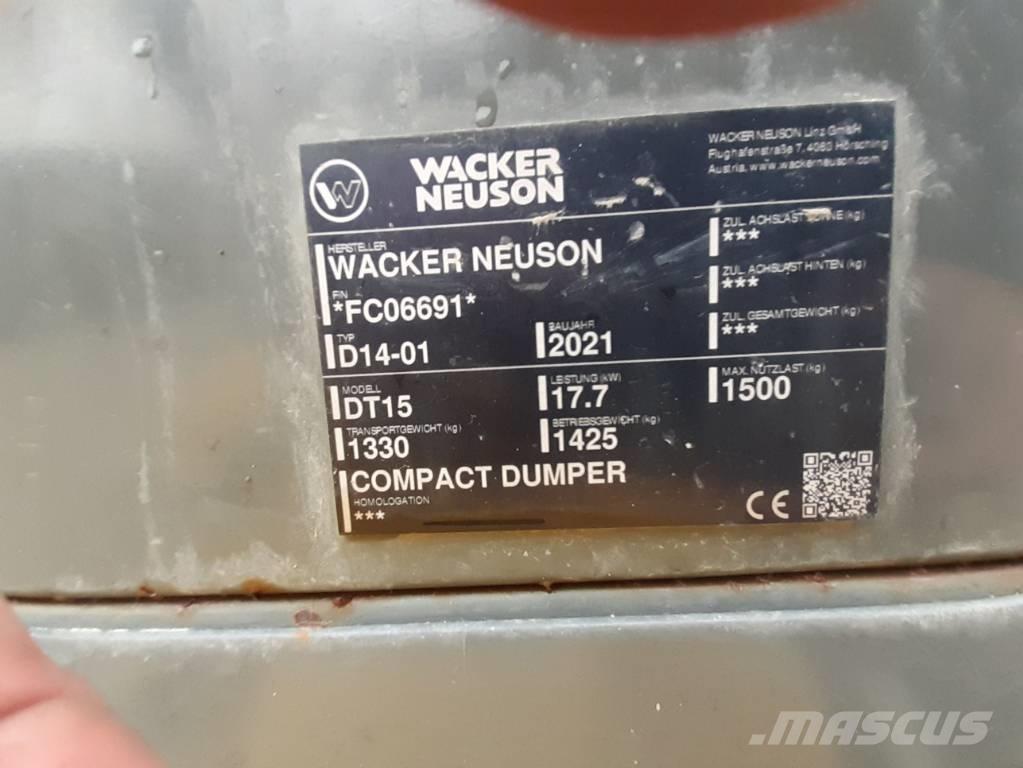 WACKER
NEUSON
WACKER NEUSON Linz GmbH
Flughafenstraße 7, 4063 Hörsching
Austria, www.wackerneuson.com
HERSTELLER
WACKER NEUSON
FIN
*FC06691*
TYP
D14-01
BAUJAHR
2021
ZUL. ACHSLAST VORNE (kg)
***
ZUL. ACHSLAST HINTEN (kg)
***
ZUL. GESAMTGEWICHT (kg)
***
MODELL
DT15
LEISTUNG (kW)
17.7
MAX. NUTZLAST (kg)
1500
TRANSPORTGEWICHT (kg)
1330
BETRIEBSGEWICHT (kg)
1425
COMPACT DUMPER
HOMOLOGATION
***
CE
MASCUS